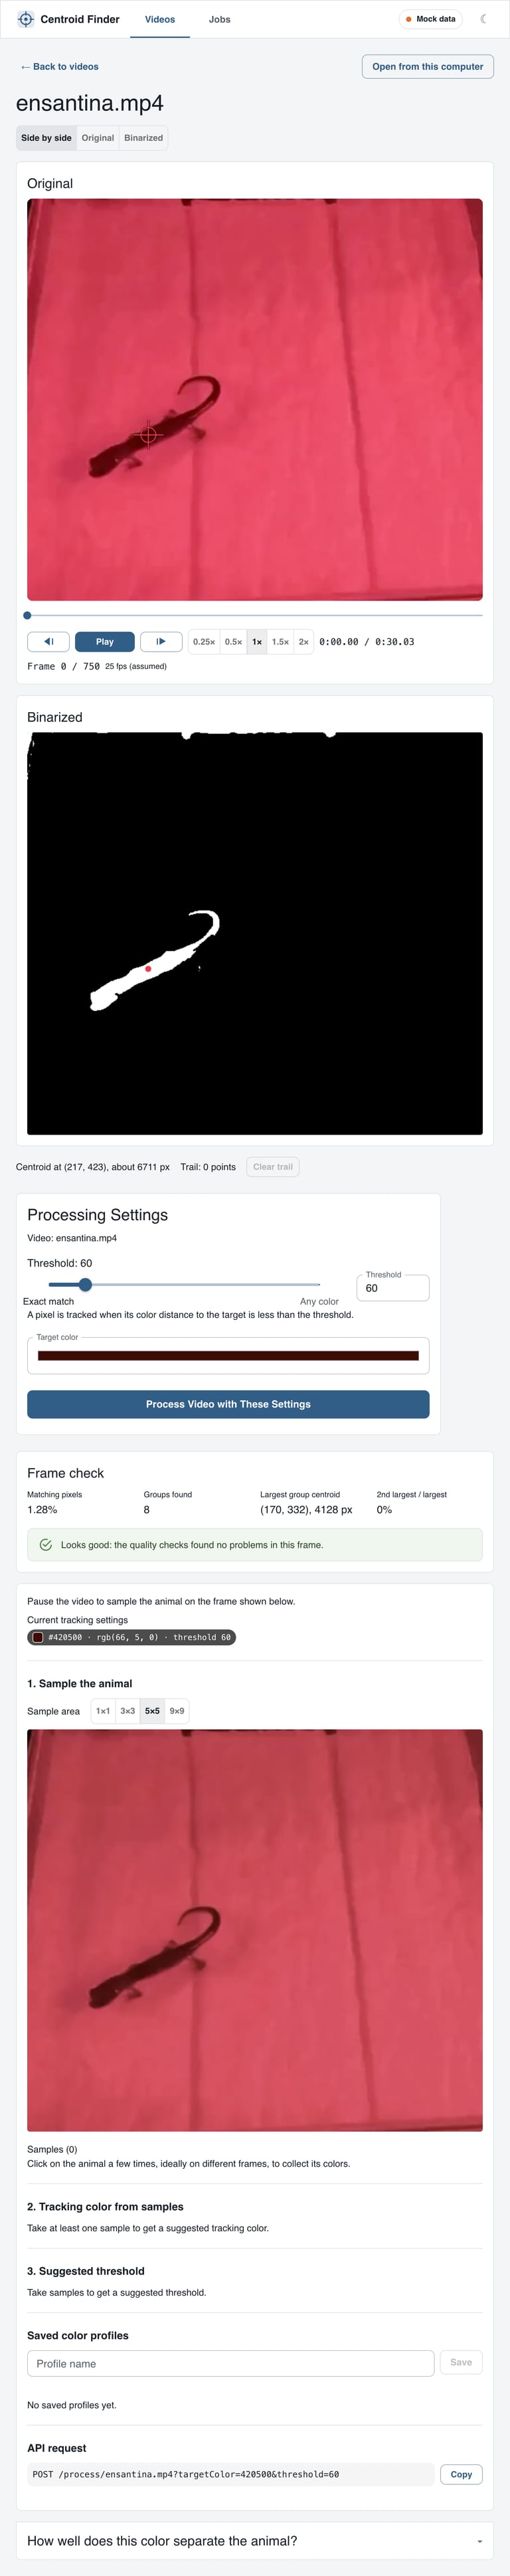 Centroid Finder
Videos
Jobs
Mock data
← Back to videos
Open from this computer
ensantina.mp4
Side by side
Original
Binarized
Original
Play
0.25×
0.5×
1×
1.5×
2×
0:00.00 / 0:30.03
Frame 0 / 750 25 fps (assumed)
Binarized
Centroid at (217, 423), about 6711 px
Trail: 0 points
Clear trail
Processing Settings
Video: ensantina.mp4
Threshold: 60
Threshold
60
Exact match
Any color
A pixel is tracked when its color distance to the target is less than the threshold.
Target color
Process Video with These Settings
Frame check
Matching pixels
Groups found
Largest group centroid
2nd largest / largest
1.28%
8
(170, 332), 4128 px
0%
Looks good: the quality checks found no problems in this frame.
Pause the video to sample the animal on the frame shown below.
Current tracking settings
#420500 · rgb(66, 5, 0) · threshold 60
1. Sample the animal
Sample area
1×1
3×3
5×5
9×9
Samples (0)
Click on the animal a few times, ideally on different frames, to collect its colors.
2. Tracking color from samples
Take at least one sample to get a suggested tracking color.
3. Suggested threshold
Take samples to get a suggested threshold.
Saved color profiles
Profile name
Save
No saved profiles yet.
API request
POST /process/ensantina.mp4?targetColor=420500&threshold=60
Copy
How well does this color separate the animal?